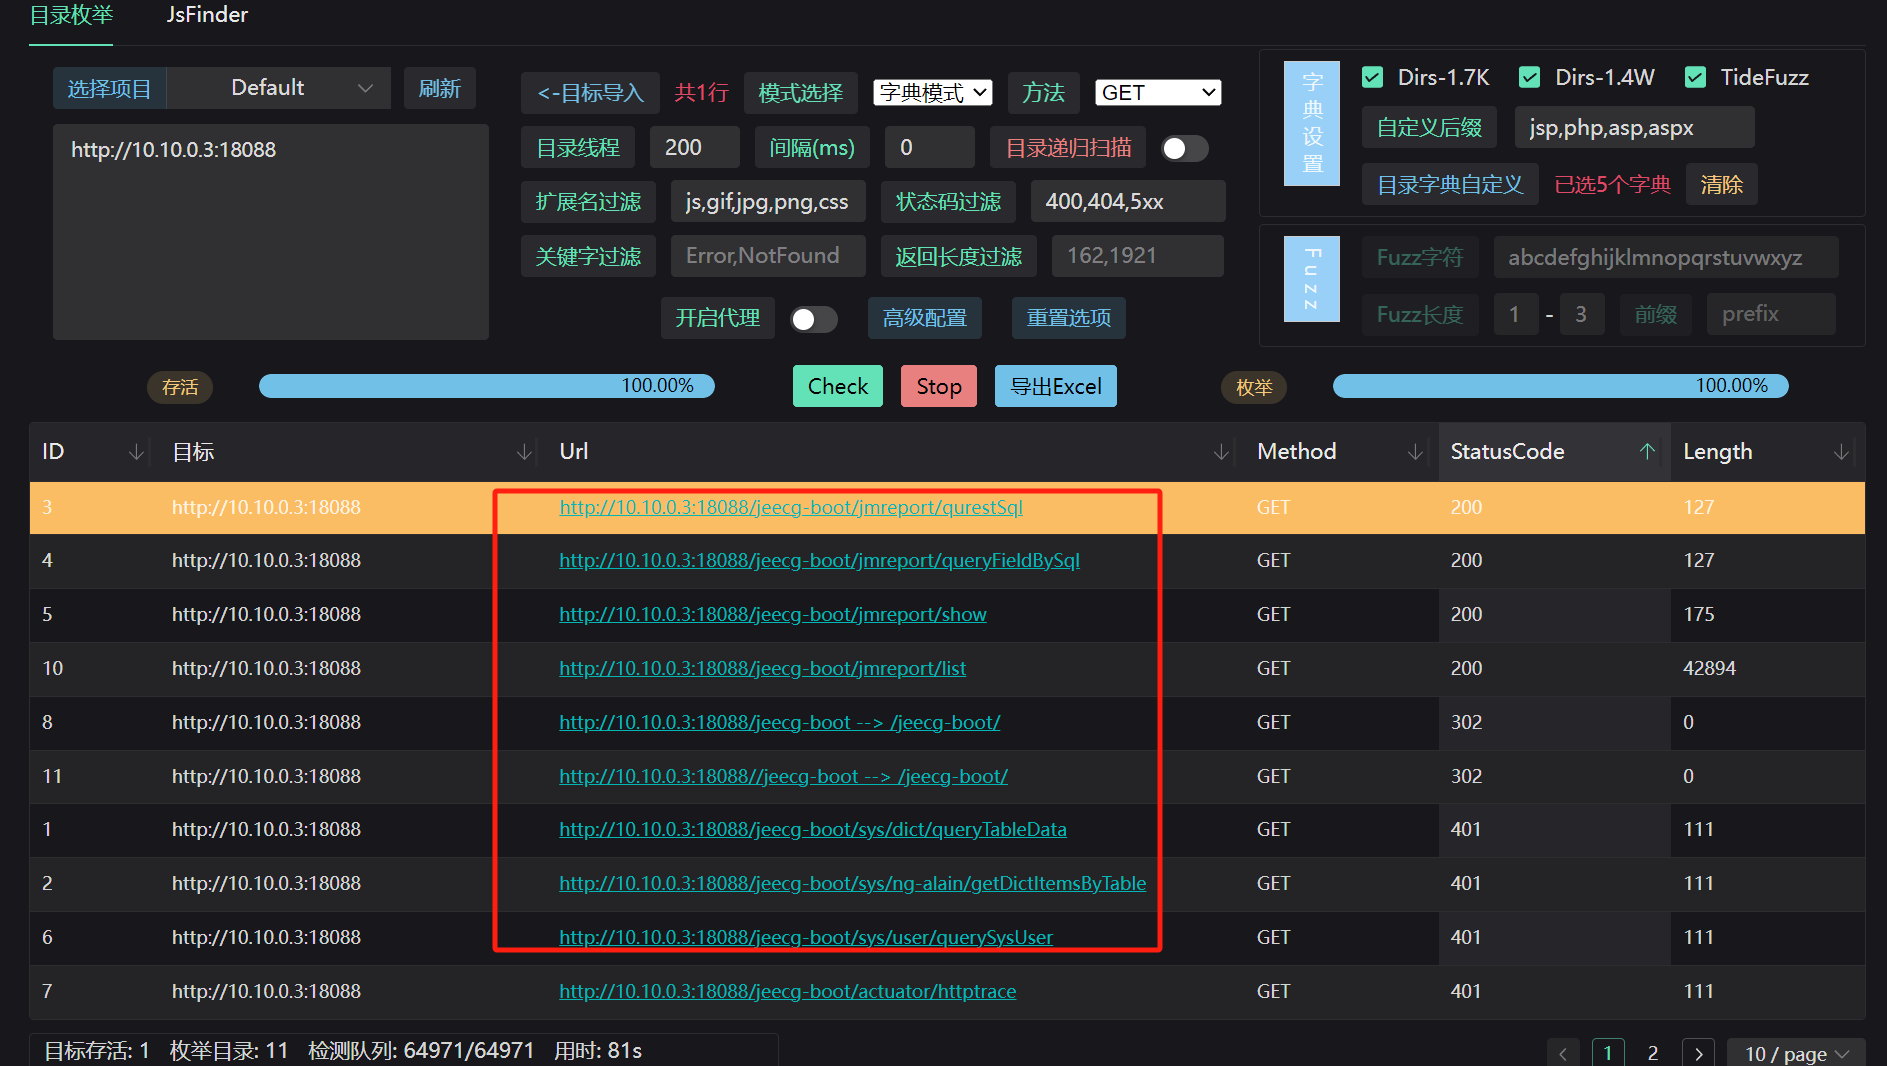 目录枚举 JsFinder
选择项目 Default 刷新
http://10.10.0.3:18088
<-目标导入 共1行 模式选择 字典模式 方法 GET
目录线程 200 间隔(ms) 0 目录递归扫描
扩展名过滤 js,gif,jpg,png,css 状态码过滤 400,404,5xx
关键字过滤 Error,NotFound 返回长度过滤 162,1921
开启代理 高级配置 重置选项
字典设置
Dirs-1.7K Dirs-1.4W TideFuzz
自定义后缀 jsp,php,asp,aspx
目录字典自定义 已选5个字典 清除
Fuzz
Fuzz字符 abcdefghijklmnopqrstuvwxyz
Fuzz长度 1 - 3 前缀 prefix
存活 100.00% Check Stop 导出Excel 枚举 100.00%
ID 目标 Url Method StatusCode Length
3 http://10.10.0.3:18088 http://10.10.0.3:18088/jeecg-boot/jmreport/qurestSql GET 200 127
4 http://10.10.0.3:18088 http://10.10.0.3:18088/jeecg-boot/jmreport/queryFieldBySql GET 200 127
5 http://10.10.0.3:18088 http://10.10.0.3:18088/jeecg-boot/jmreport/show GET 200 175
10 http://10.10.0.3:18088 http://10.10.0.3:18088/jeecg-boot/jmreport/list GET 200 42894
8 http://10.10.0.3:18088 http://10.10.0.3:18088/jeecg-boot --> /jeecg-boot/ GET 302 0
11 http://10.10.0.3:18088 http://10.10.0.3:18088//jeecg-boot --> /jeecg-boot/ GET 302 0
1 http://10.10.0.3:18088 http://10.10.0.3:18088/jeecg-boot/sys/dict/queryTableData GET 401 111
2 http://10.10.0.3:18088 http://10.10.0.3:18088/jeecg-boot/sys/ng-alain/getDictItemsByTable GET 401 111
6 http://10.10.0.3:18088 http://10.10.0.3:18088/jeecg-boot/sys/user/querySysUser GET 401 111
7 http://10.10.0.3:18088 http://10.10.0.3:18088/jeecg-boot/actuator/httptrace GET 401 111
目标存活: 1 枚举目录: 11 检测队列: 64971/64971 用时: 81s
1 2 10 / page